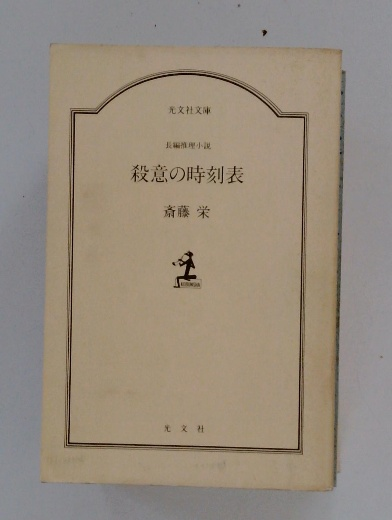 光文社文庫
長編推理小説
殺意の時刻表
斎藤 栄
光文社